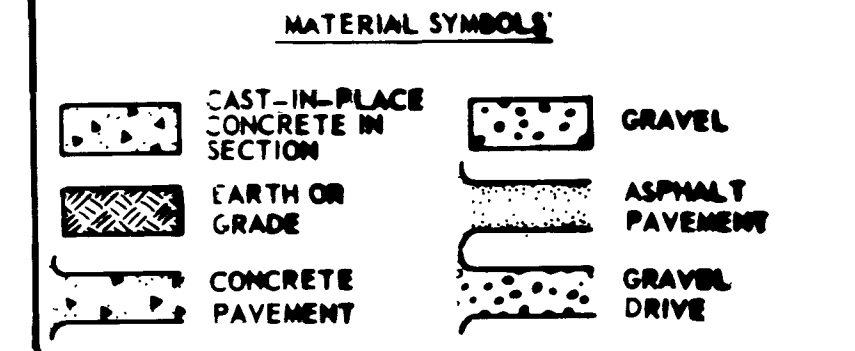 MATERIAL SYMBOLS
CAST-IN-PLACE
CONCRETE IN
SECTION
EARTH OR
GRADE
CONCRETE
PAVEMENT
GRAVEL
ASPHALT
PAVEMENT
GRAVEL
DRIVE